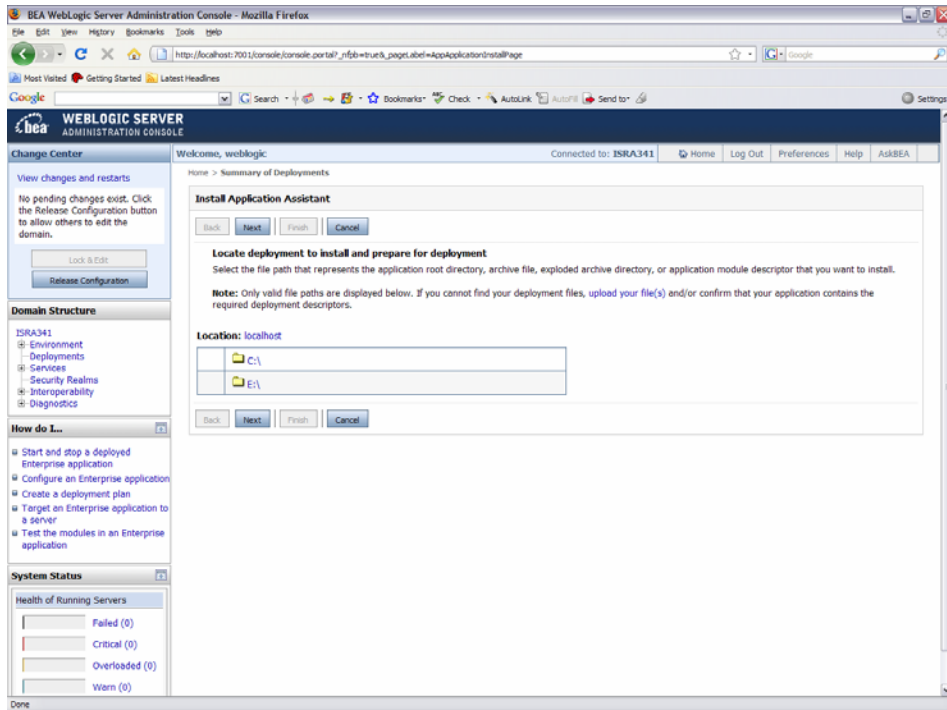 BEA WebLogic Server Administration Console - Mozilla Firefox
File Edit View History Bookmarks Tools Help
http://localhost:7001/console/console.portal?_nfpb=true&_pageLabel=AppApplicationInstallPage
Google
Most Visited Getting Started Latest Headlines
Google Search Bookmarks Check AutoLink AutoFill Send to Settings
bea WEBLOGIC SERVER
ADMINISTRATION CONSOLE
Change Center
View changes and restarts
No pending changes exist. Click
the Release Configuration button
to allow others to edit the
domain.
Lock & Edit
Release Configuration
Domain Structure
ISRA341
Environment
Deployments
Services
Security Realms
Interoperability
Diagnostics
How do I...
Start and stop a deployed
Enterprise application
Configure an Enterprise application
Create a deployment plan
Target an Enterprise application to
a server
Test the modules in an Enterprise
application
System Status
Health of Running Servers
Failed (0)
Critical (0)
Overloaded (0)
Warn (0)
Welcome, weblogic Connected to: ISRA341 Home Log Out Preferences Help AskBEA
Home > Summary of Deployments
Install Application Assistant
Back Next Finish Cancel
Locate deployment to install and prepare for deployment
Select the file path that represents the application root directory, archive file, exploded archive directory, or application module descriptor that you want to install.
Note: Only valid file paths are displayed below. If you cannot find your deployment files, upload your file(s) and/or confirm that your application contains the
required deployment descriptors.
Location: localhost
C:\
E:\
Back Next Finish Cancel
Done